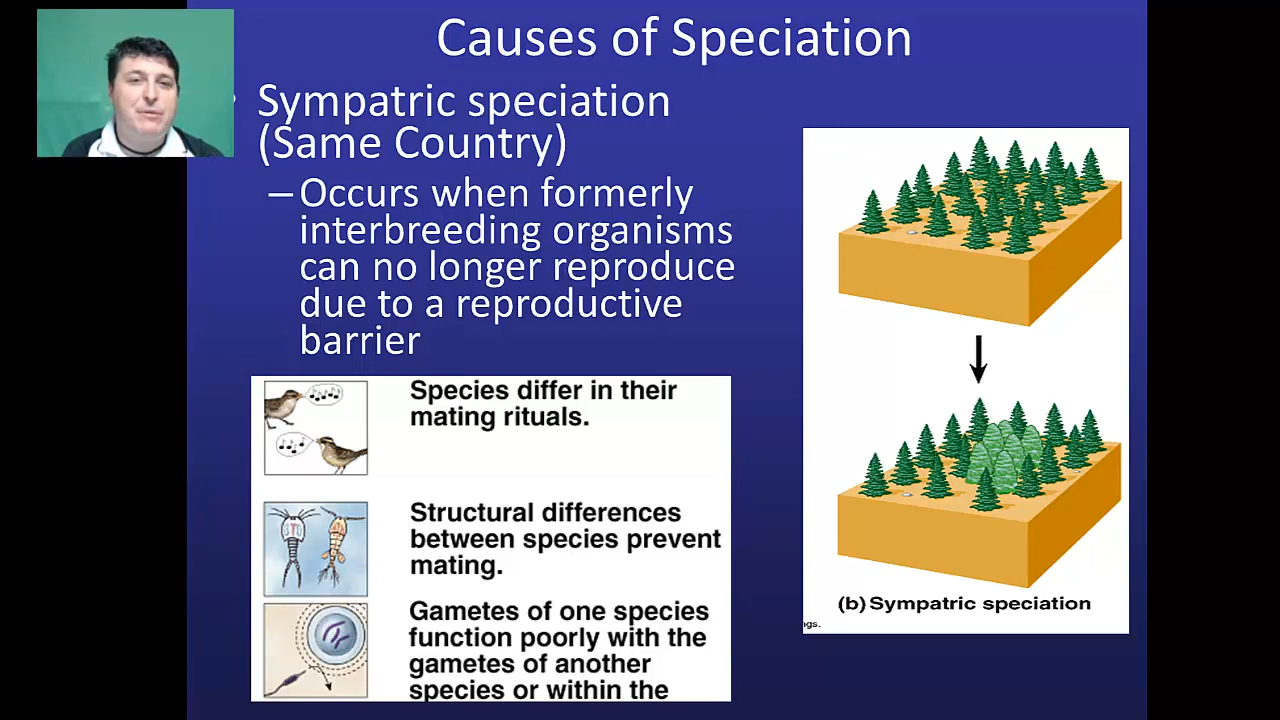 Causes of Speciation
• Sympatric speciation
(Same Country)
–Occurs when formerly
interbreeding organisms
can no longer reproduce
due to a reproductive
barrier
Species differ in their
mating rituals.
Structural differences
between species prevent
mating.
Gametes of one species
function poorly with the
gametes of another
species or within the
(b) Sympatric speciation
ngs.